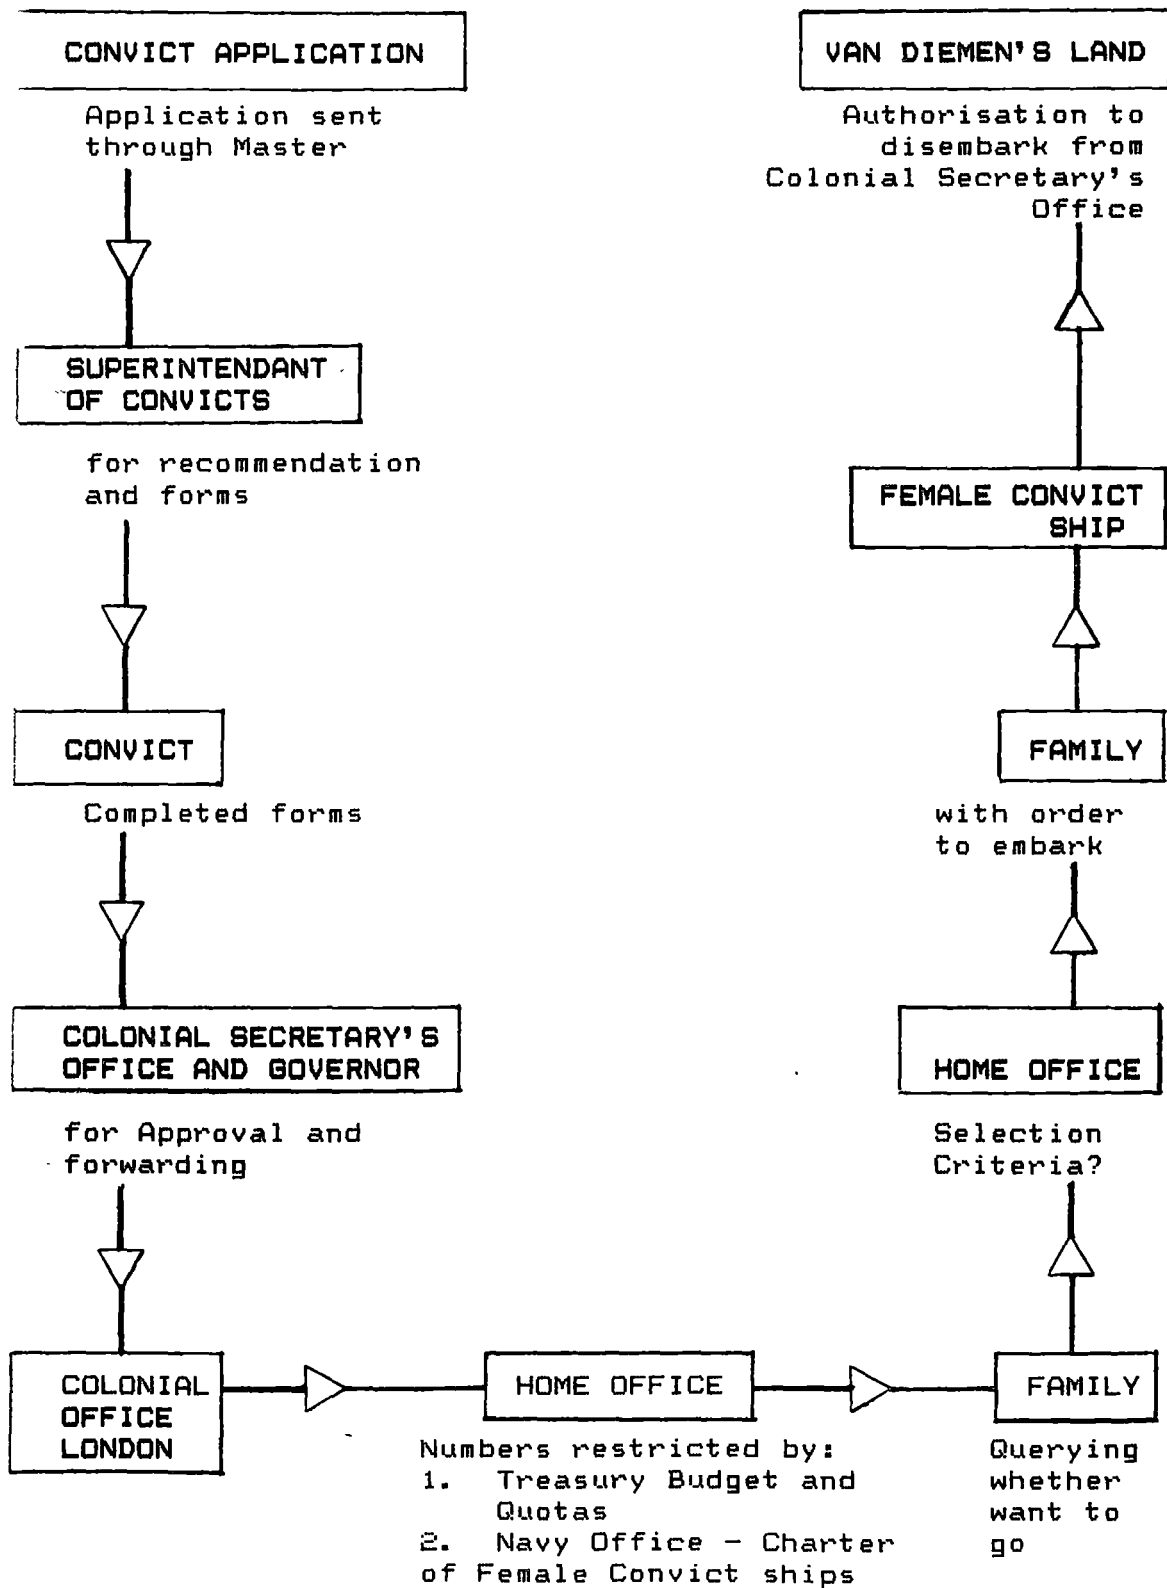 CONVICT APPLICATION
Application sent
through Master
SUPERINTENDANT
OF CONVICTS
for recommendation
and forms
CONVICT
Completed forms
COLONIAL SECRETARY'S
OFFICE AND GOVERNOR
for Approval and
forwarding
COLONIAL
OFFICE
LONDON
HOME OFFICE
Numbers restricted by:
1. Treasury Budget and
Quotas
2. Navy Office - Charter
of Female Convict ships
FAMILY
Querying
whether
want to
go
Selection
Criteria?
HOME OFFICE
with order
to embark
FAMILY
FEMALE CONVICT
SHIP
Authorisation to
disembark from
Colonial Secretary's
Office
VAN DIEMEN'S LAND